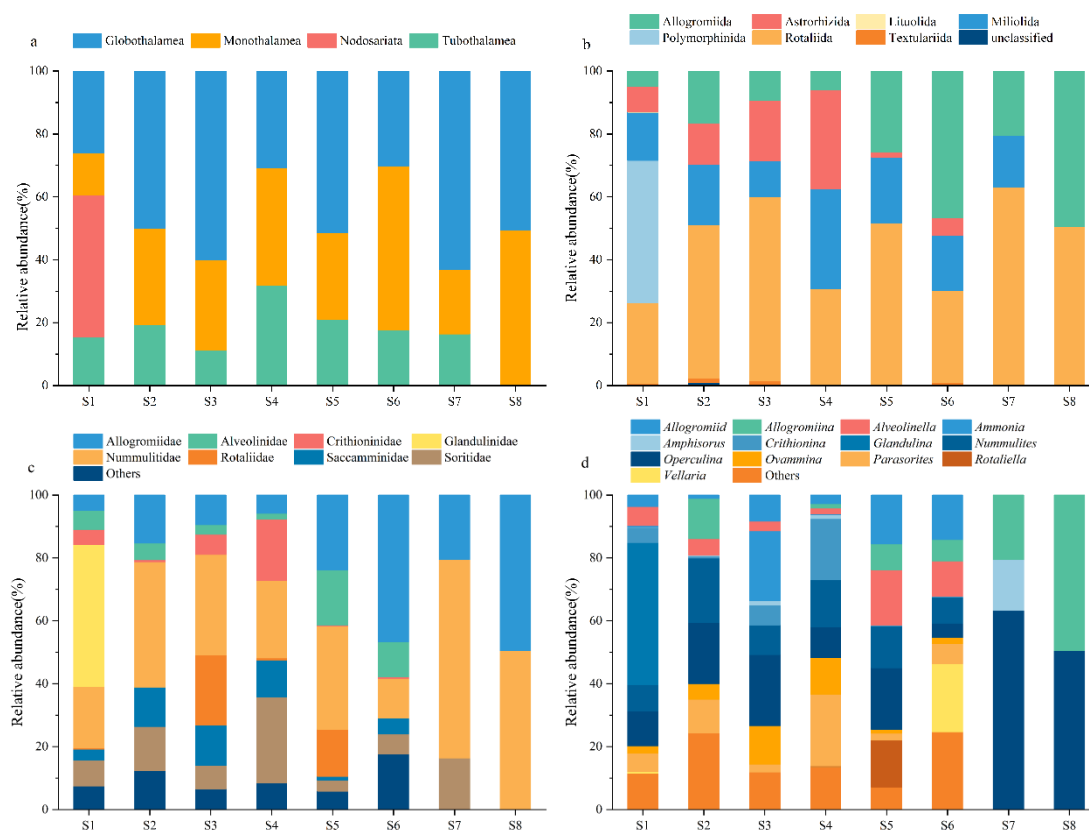 a
Globothalamea Monothalamea Nodosariata Tubothalamea
Relative abundance(%)
100
80
60
40
20
0
S1 S2 S3 S4 S5 S6 S7 S8
b
Allogromiida Astrorhizida Lituolida Miliolida
Polymorphinida Rotaliida Textulariida unclassified
Relative abundance(%)
100
80
60
40
20
0
S1 S2 S3 S4 S5 S6 S7 S8
c
Allogromiidae Alveolinidae Crithioninidae Glandulinidae
Nummulitidae Rotaliidae Saccamminidae Soritidae
Others
Relative abundance(%)
100
80
60
40
20
0
S1 S2 S3 S4 S5 S6 S7 S8
d
Allogromiid Allogromiina Alveolinella Ammonia
Amphisorus Crithionina Glandulina Nummulites
Operculina Ovammina Parasorites Rotaliella
Vellaria Others
Relative abundance(%)
100
80
60
40
20
0
S1 S2 S3 S4 S5 S6 S7 S8